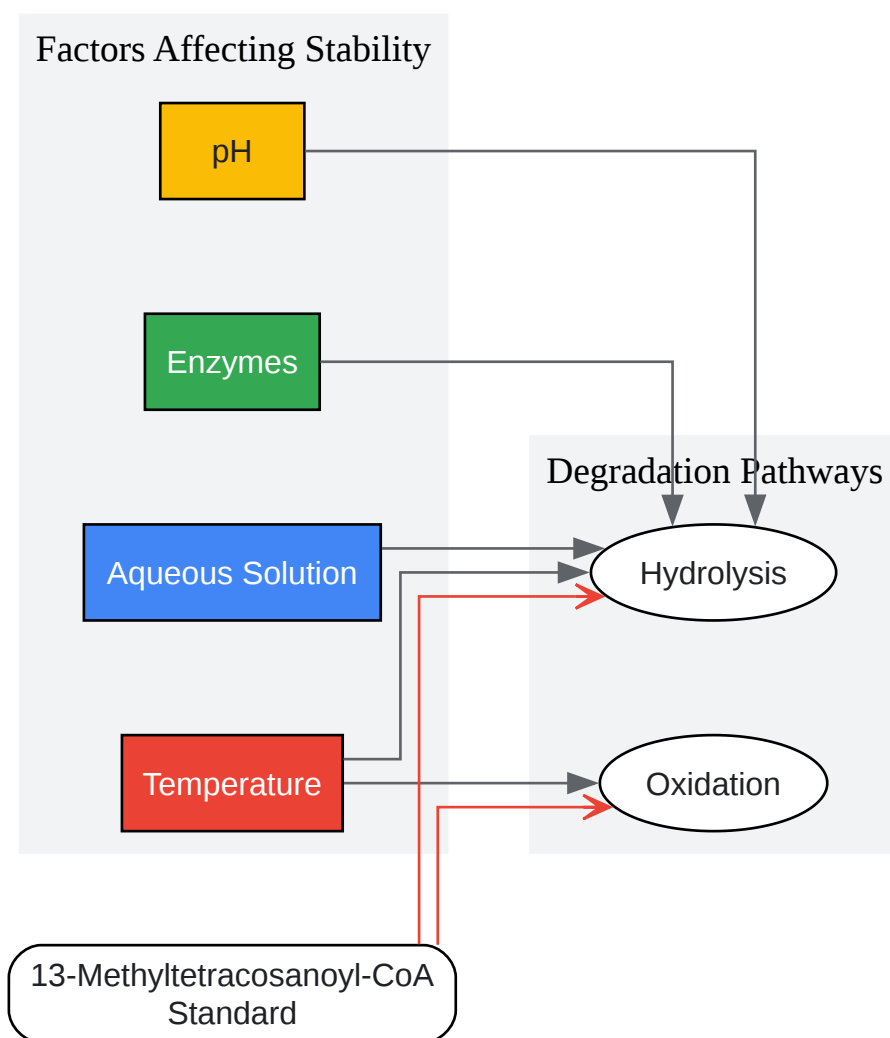 Factors Affecting Stability
pH
Enzymes
Degradation Pathways
Aqueous Solution
Hydrolysis
Temperature
Oxidation
13-Methyltetracosanoyl-CoA
Standard